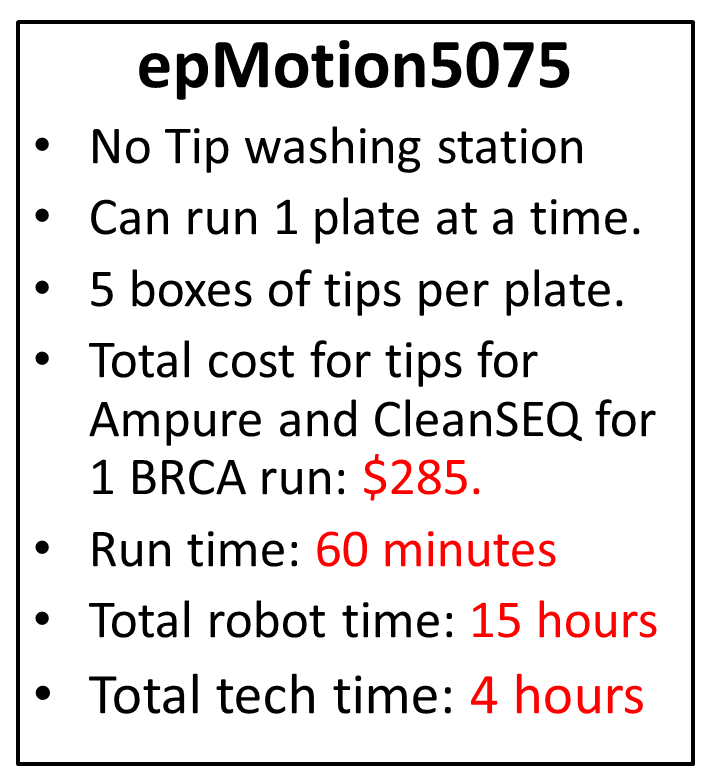 epMotion5075
• No Tip washing station
• Can run 1 plate at a time.
• 5 boxes of tips per plate.
• Total cost for tips for
Ampure and CleanSEQ for
1 BRCA run: $285.
• Run time: 60 minutes
• Total robot time: 15 hours
• Total tech time: 4 hours